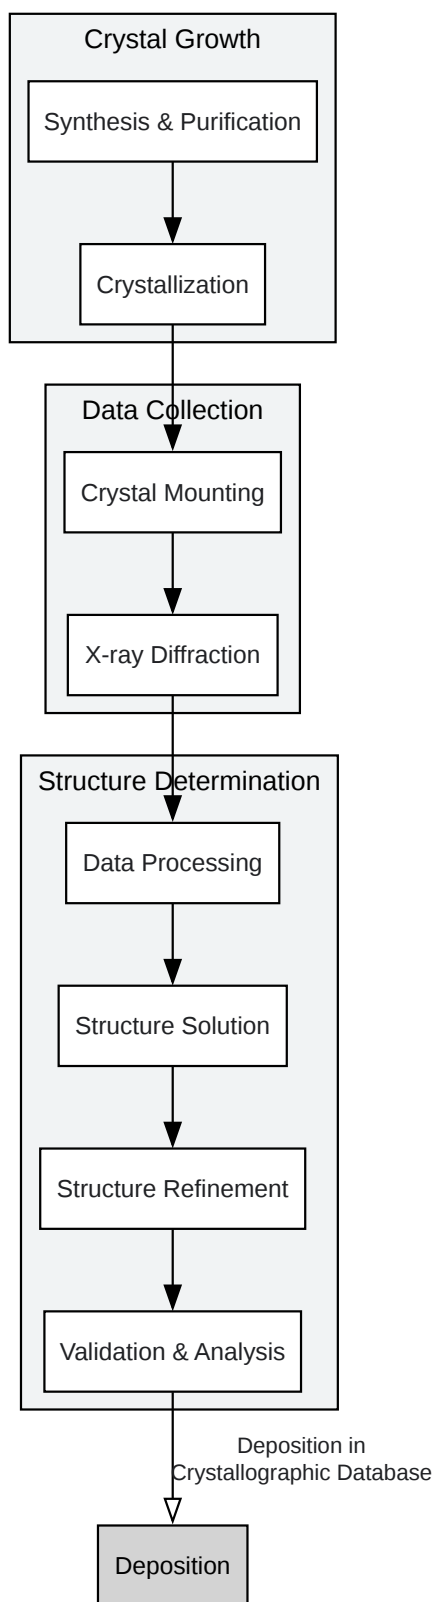 Crystal Growth
Synthesis & Purification
Crystallization
Data Collection
Crystal Mounting
X-ray Diffraction
Structure Determination
Data Processing
Structure Solution
Structure Refinement
Validation & Analysis
Deposition in
Crystallographic Database
Deposition